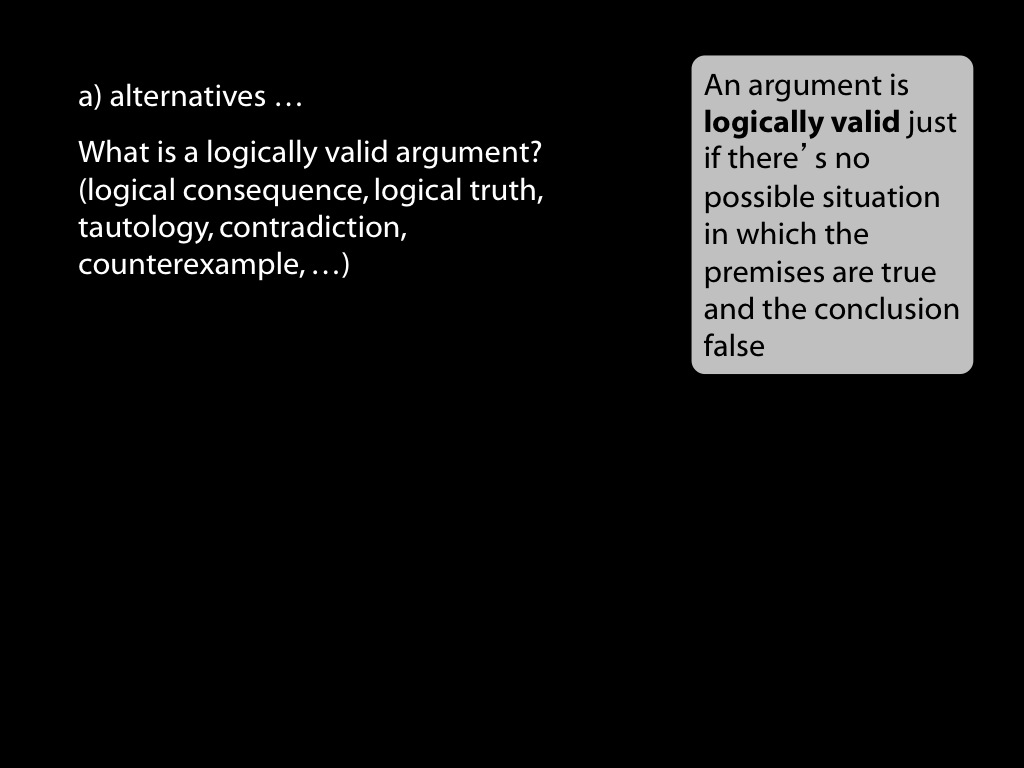 a) alternatives …
What is a logically valid argument?
(logical consequence, logical truth,
tautology, contradiction,
counterexample, …)
An argument is
logically valid just
if there’s no
possible situation
in which the
premises are true
and the conclusion
false